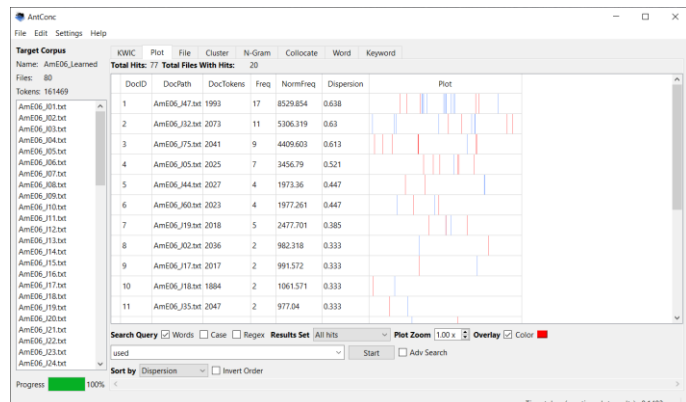 AntConc
File Edit Settings Help
Target Corpus
Name: AmE06_Learned
Files: 80
Tokens: 161469
AmE06_J01.txt
AmE06_J02.txt
AmE06_J03.txt
AmE06_J04.txt
AmE06_J05.txt
AmE06_J06.txt
AmE06_J07.txt
AmE06_J08.txt
AmE06_J09.txt
AmE06_J10.txt
AmE06_J11.txt
AmE06_J12.txt
AmE06_J13.txt
AmE06_J14.txt
AmE06_J15.txt
AmE06_J16.txt
AmE06_J17.txt
AmE06_J18.txt
AmE06_J19.txt
AmE06_J20.txt
AmE06_J21.txt
AmE06_J22.txt
AmE06_J23.txt
AmE06_J24.txt
Progress 100%
KWIC Plot File Cluster N-Gram Collocate Word Keyword
Total Hits: 77 Total Files With Hits: 20
DocID DocPath DocTokens Freq NormFreq Dispersion Plot
1 AmE06_J47.txt 1993 17 8529.854 0.638
2 AmE06_J32.txt 2073 11 5306.319 0.63
3 AmE06_J75.txt 2041 9 4409.603 0.613
4 AmE06_J05.txt 2025 7 3456.79 0.521
5 AmE06_J44.txt 2027 4 1973.36 0.447
6 AmE06_J60.txt 2023 4 1977.261 0.447
7 AmE06_J19.txt 2018 5 2477.701 0.385
8 AmE06_J02.txt 2036 2 982.318 0.333
9 AmE06_J17.txt 2017 2 991.572 0.333
10 AmE06_J18.txt 1884 2 1061.571 0.333
11 AmE06_J35.txt 2047 2 977.04 0.333
Search Query Words Case Regex Results Set All hits Plot Zoom 1.00 x Overlay Color
used Start Adv Search
Sort by Dispersion Invert Order